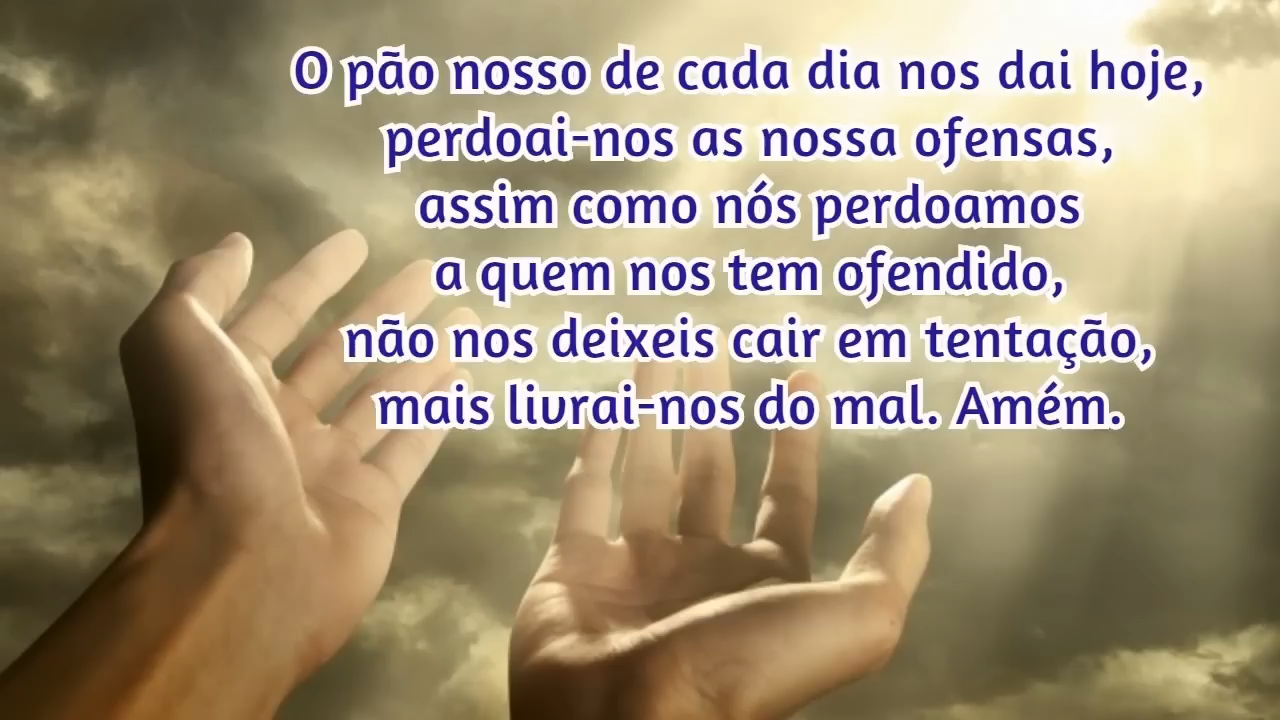 O pão nosso de cada dia nos dai hoje,
perdoai-nos as nossa ofensas,
assim como nós perdoamos
a quem nos tem ofendido,
não nos deixeis cair em tentação,
mais livrai-nos do mal. Amém.